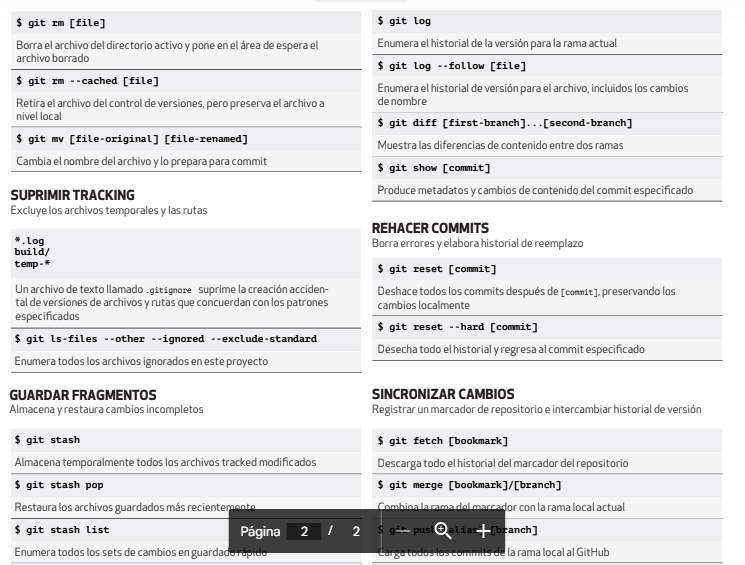 $ git rm [file]
Borra el archivo del directorio activo y pone en el área de espera el
archivo borrado
$ git rm --cached [file]
Retira el archivo del control de versiones, pero preserva el archivo a
nivel local
$ git mv [file-original] [file-renamed]
Cambia el nombre del archivo y lo prepara para commit
SUPRIMIR TRACKING
Excluye los archivos temporales y las rutas
*.log
build/
temp-*
Un archivo de texto llamado .gitignore suprime la creación acciden-
tal de versiones de archivos y rutas que concuerdan con los patrones
especificados
$ git ls-files --other --ignored --exclude-standard
Enumera todos los archivos ignorados en este proyecto
GUARDAR FRAGMENTOS
Almacena y restaura cambios incompletos
$ git stash
Almacena temporalmente todos los archivos tracked modificados
$ git stash pop
Restaura los archivos guardados más recientemente
$ git stash list
Enumera todos los sets de cambios en guardado rápido
$ git log
Enumera el historial de la versión para la rama actual
$ git log --follow [file]
Enumera el historial de versión para el archivo, incluidos los cambios
de nombre
$ git diff [first-branch]...[second-branch]
Muestra las diferencias de contenido entre dos ramas
$ git show [commit]
Produce metadatos y cambios de contenido del commit especificado
REHACER COMMITS
Borra errores y elabora historial de reemplazo
$ git reset [commit]
Deshace todos los commits después de [commit], preservando los
cambios localmente
$ git reset --hard [commit]
Desecha todo el historial y regresa al commit especificado
SINCRONIZAR CAMBIOS
Registrar un marcador de repositorio e intercambiar historial de versión
$ git fetch [bookmark]
Descarga todo el historial del marcador del repositorio
$ git merge [bookmark]/[branch]
Combina la rama del marcador con la rama local actual
$ git push [alias] [branch]
Carga todos los commits de la rama local al GitHub
Página 2 / 2